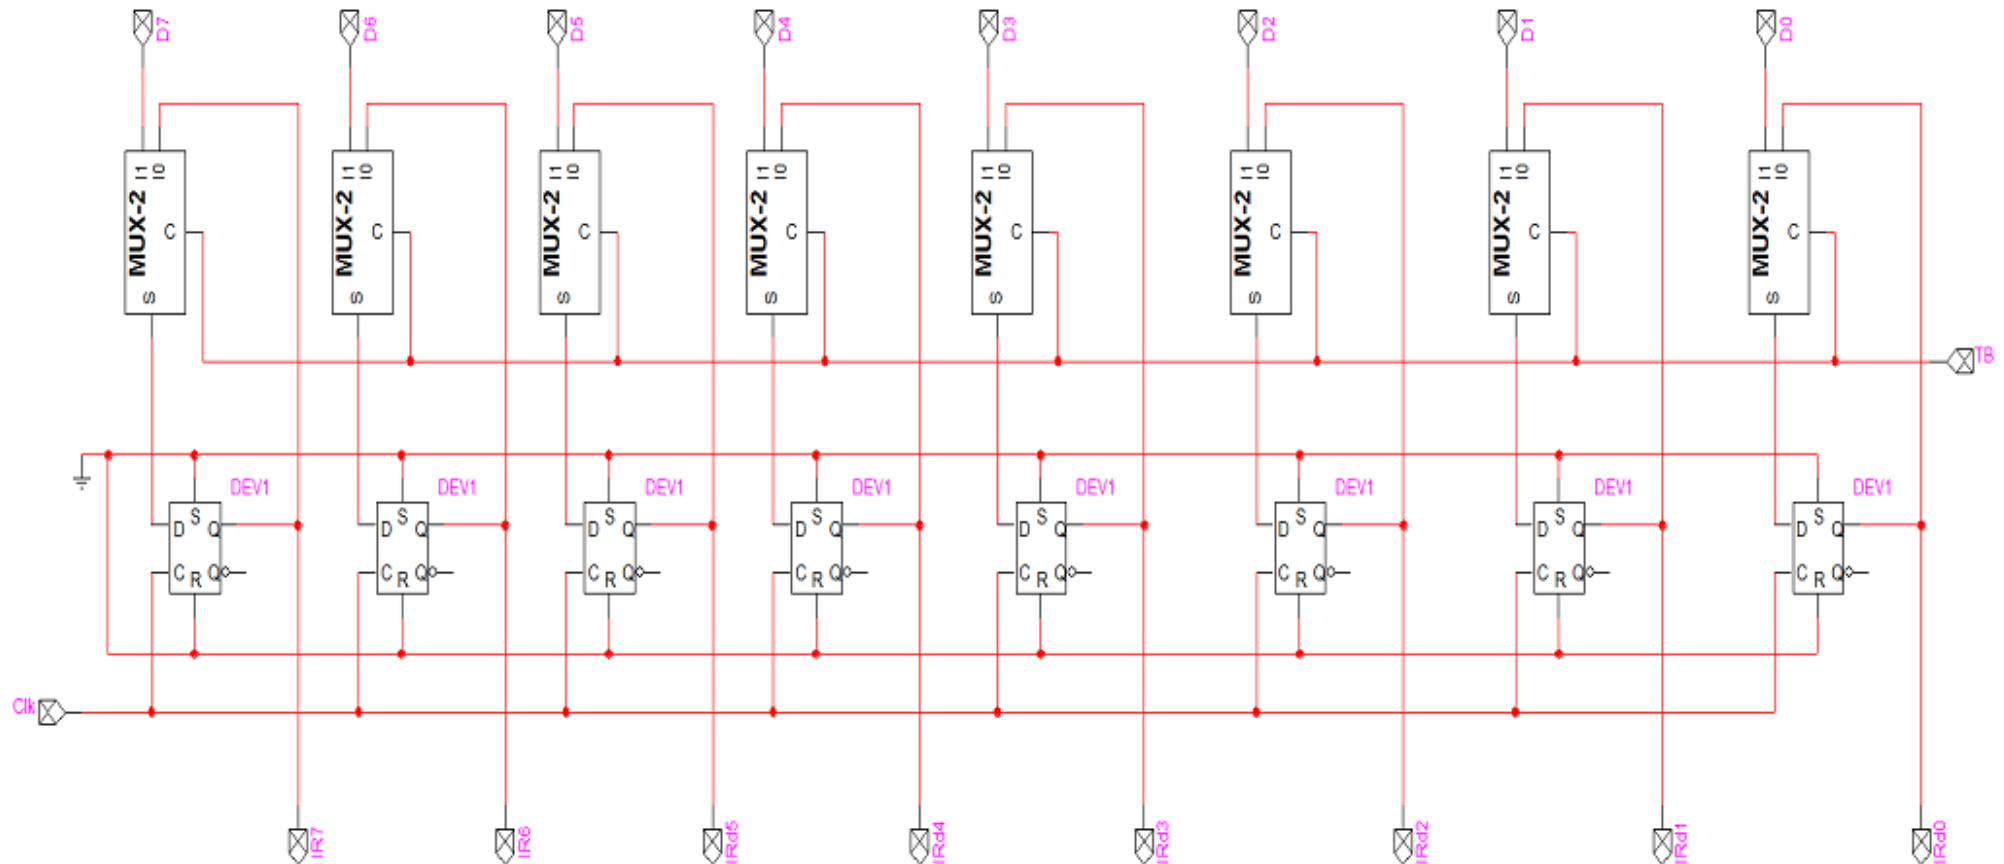 D7 D6 D5 D4 D3 D2 D1 D0
I1 I0 I1 I0 I1 I0 I1 I0 I1 I0 I1 I0 I1 I0 I1 I0
MUX-2 MUX-2 MUX-2 MUX-2 MUX-2 MUX-2 MUX-2 MUX-2
C C C C C C C C
S S S S S S S S
TB
DEV1 DEV1 DEV1 DEV1 DEV1 DEV1 DEV1 DEV1
S S S S S S S S
D Q D Q D Q D Q D Q D Q D Q D Q
C R Q C R Q C R Q C R Q C R Q C R Q C R Q C R Q
Clk
IR7 IR6 IRd5 IRd4 IRd3 IRd2 IRd1 IRd0